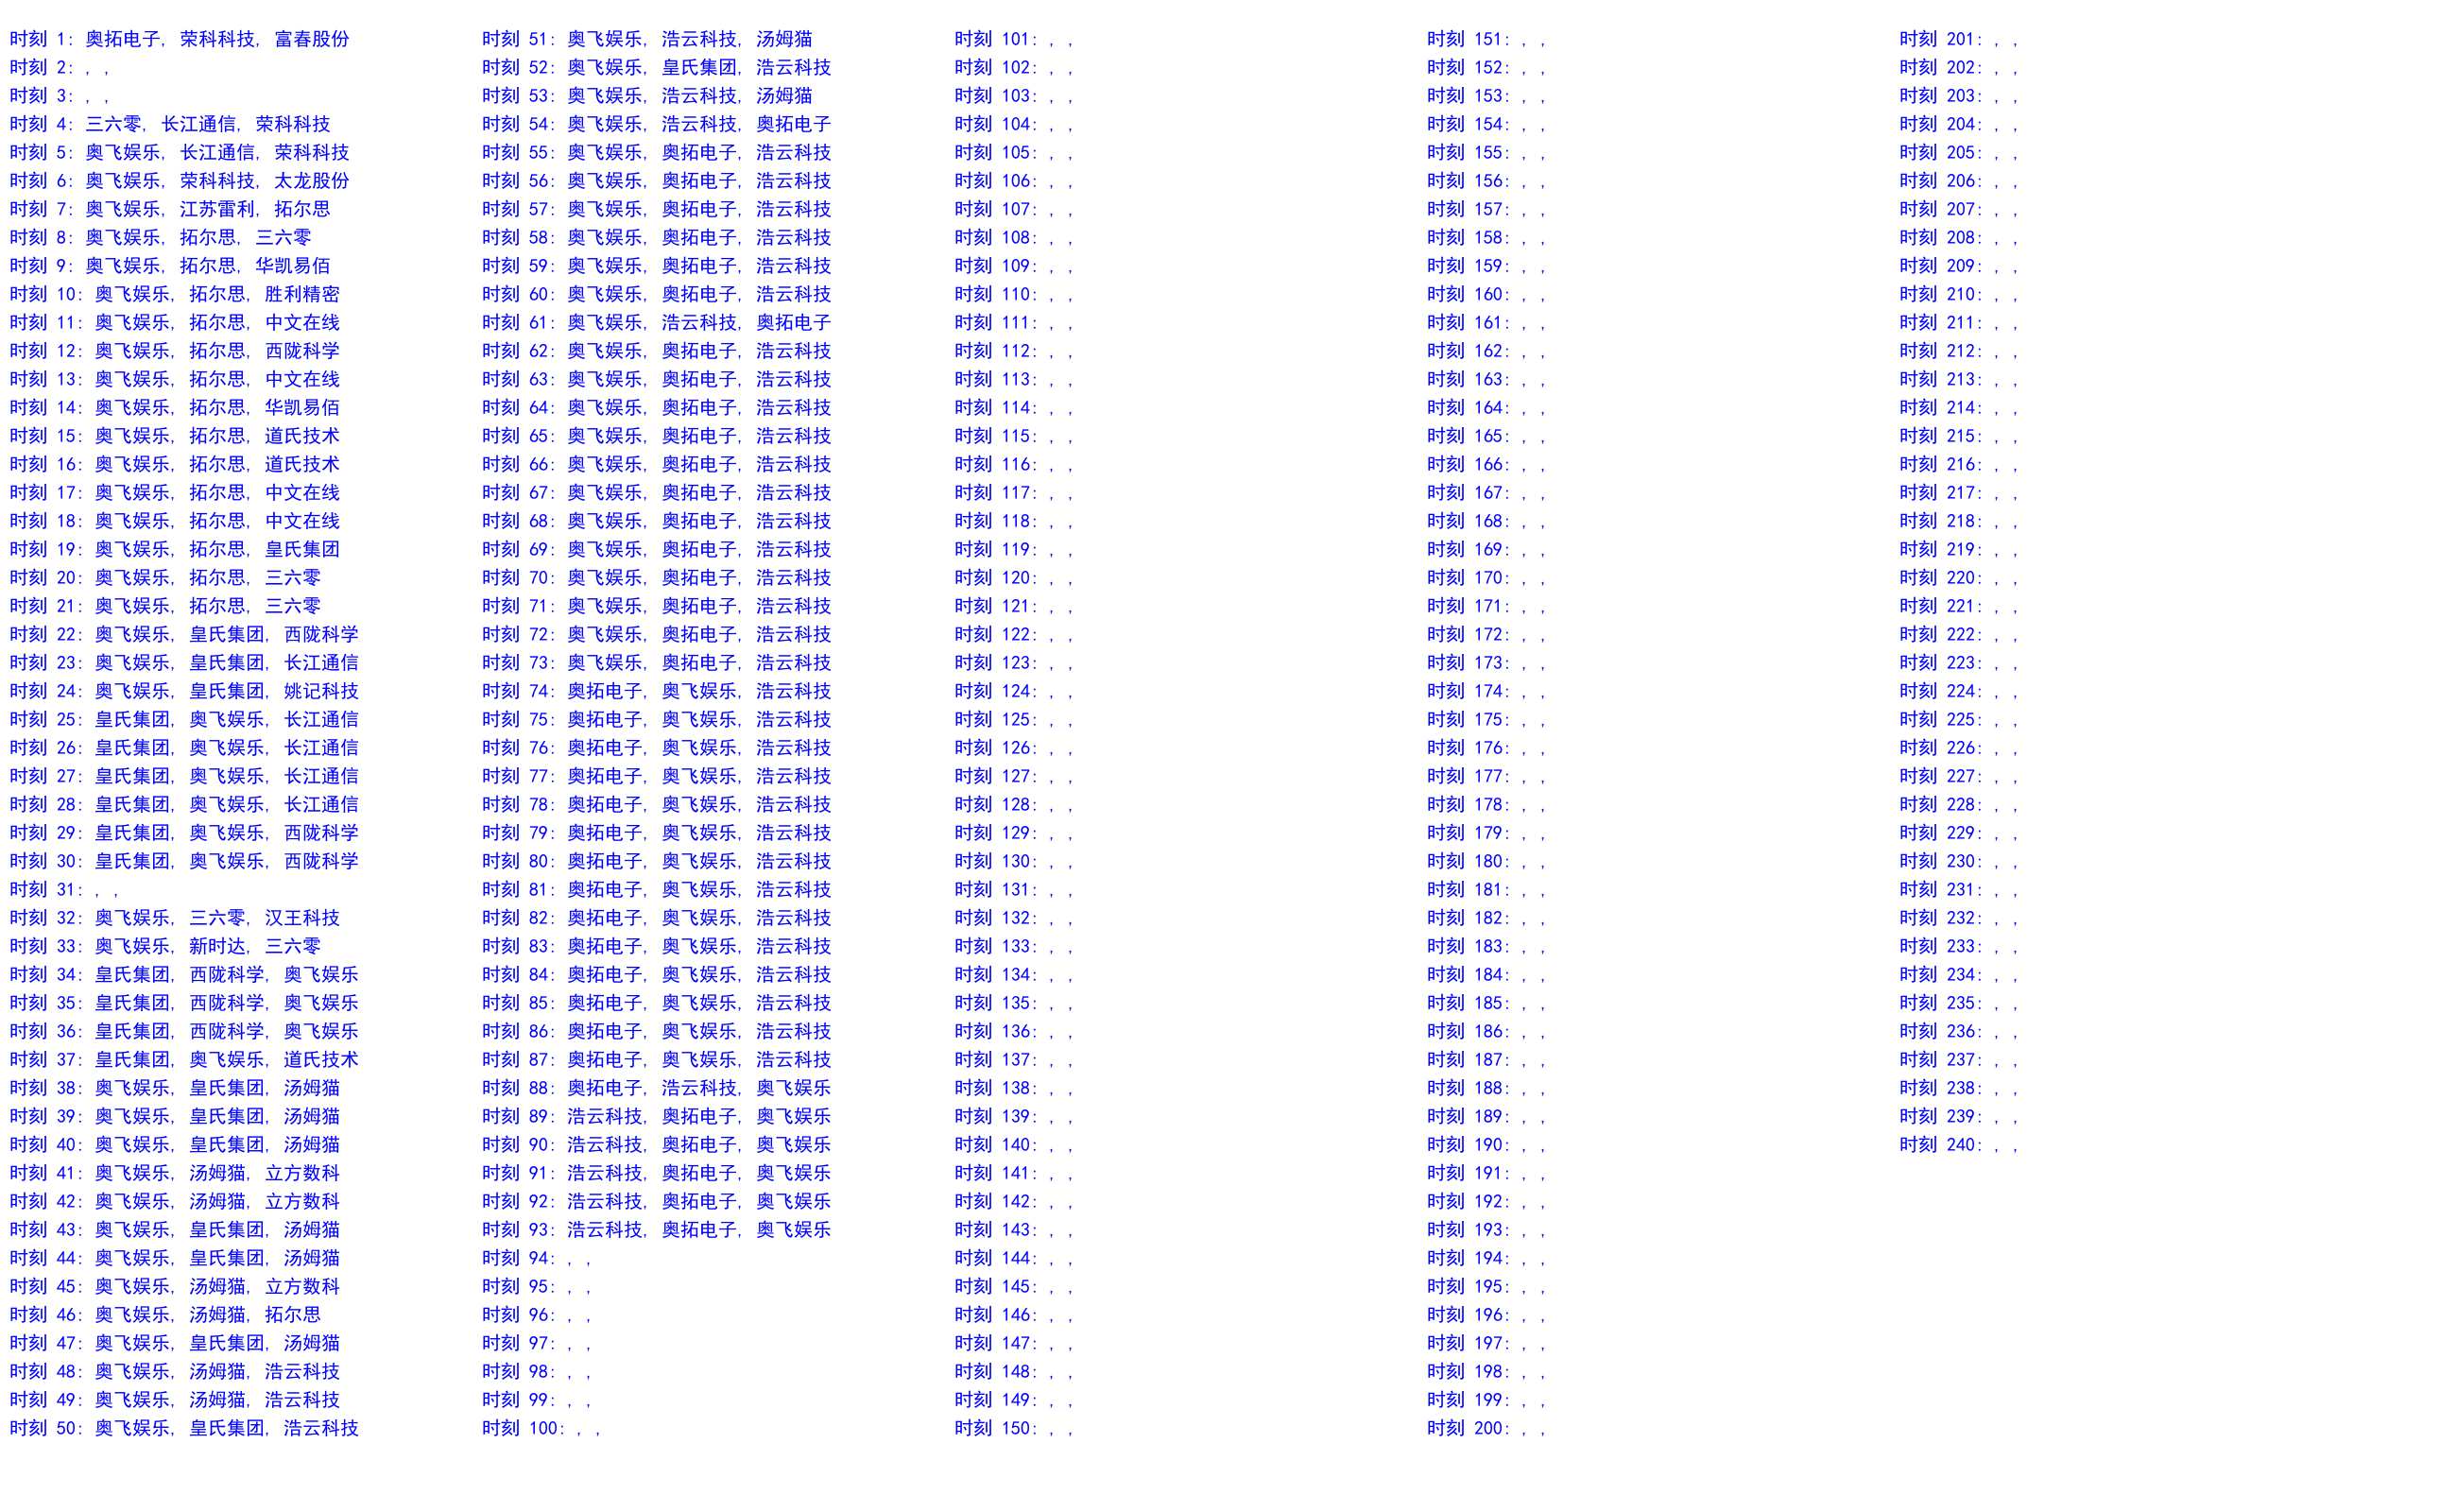 时刻 1: 奥拓电子, 荣科科技, 富春股份
时刻 2: , ,
时刻 3: , ,
时刻 4: 三六零, 长江通信, 荣科科技
时刻 5: 奥飞娱乐, 长江通信, 荣科科技
时刻 6: 奥飞娱乐, 荣科科技, 太龙股份
时刻 7: 奥飞娱乐, 江苏雷利, 拓尔思
时刻 8: 奥飞娱乐, 拓尔思, 三六零
时刻 9: 奥飞娱乐, 拓尔思, 华凯易佰
时刻 10: 奥飞娱乐, 拓尔思, 胜利精密
时刻 11: 奥飞娱乐, 拓尔思, 中文在线
时刻 12: 奥飞娱乐, 拓尔思, 西陇科学
时刻 13: 奥飞娱乐, 拓尔思, 中文在线
时刻 14: 奥飞娱乐, 拓尔思, 华凯易佰
时刻 15: 奥飞娱乐, 拓尔思, 道氏技术
时刻 16: 奥飞娱乐, 拓尔思, 道氏技术
时刻 17: 奥飞娱乐, 拓尔思, 中文在线
时刻 18: 奥飞娱乐, 拓尔思, 中文在线
时刻 19: 奥飞娱乐, 拓尔思, 皇氏集团
时刻 20: 奥飞娱乐, 拓尔思, 三六零
时刻 21: 奥飞娱乐, 拓尔思, 三六零
时刻 22: 奥飞娱乐, 皇氏集团, 西陇科学
时刻 23: 奥飞娱乐, 皇氏集团, 长江通信
时刻 24: 奥飞娱乐, 皇氏集团, 姚记科技
时刻 25: 皇氏集团, 奥飞娱乐, 长江通信
时刻 26: 皇氏集团, 奥飞娱乐, 长江通信
时刻 27: 皇氏集团, 奥飞娱乐, 长江通信
时刻 28: 皇氏集团, 奥飞娱乐, 长江通信
时刻 29: 皇氏集团, 奥飞娱乐, 西陇科学
时刻 30: 皇氏集团, 奥飞娱乐, 西陇科学
时刻 31: , ,
时刻 32: 奥飞娱乐, 三六零, 汉王科技
时刻 33: 奥飞娱乐, 新时达, 三六零
时刻 34: 皇氏集团, 西陇科学, 奥飞娱乐
时刻 35: 皇氏集团, 西陇科学, 奥飞娱乐
时刻 36: 皇氏集团, 西陇科学, 奥飞娱乐
时刻 37: 皇氏集团, 奥飞娱乐, 道氏技术
时刻 38: 奥飞娱乐, 皇氏集团, 汤姆猫
时刻 39: 奥飞娱乐, 皇氏集团, 汤姆猫
时刻 40: 奥飞娱乐, 皇氏集团, 汤姆猫
时刻 41: 奥飞娱乐, 汤姆猫, 立方数科
时刻 42: 奥飞娱乐, 汤姆猫, 立方数科
时刻 43: 奥飞娱乐, 皇氏集团, 汤姆猫
时刻 44: 奥飞娱乐, 皇氏集团, 汤姆猫
时刻 45: 奥飞娱乐, 汤姆猫, 立方数科
时刻 46: 奥飞娱乐, 汤姆猫, 拓尔思
时刻 47: 奥飞娱乐, 皇氏集团, 汤姆猫
时刻 48: 奥飞娱乐, 汤姆猫, 浩云科技
时刻 49: 奥飞娱乐, 汤姆猫, 浩云科技
时刻 50: 奥飞娱乐, 皇氏集团, 浩云科技
时刻 51: 奥飞娱乐, 浩云科技, 汤姆猫
时刻 52: 奥飞娱乐, 皇氏集团, 浩云科技
时刻 53: 奥飞娱乐, 浩云科技, 汤姆猫
时刻 54: 奥飞娱乐, 浩云科技, 奥拓电子
时刻 55: 奥飞娱乐, 奥拓电子, 浩云科技
时刻 56: 奥飞娱乐, 奥拓电子, 浩云科技
时刻 57: 奥飞娱乐, 奥拓电子, 浩云科技
时刻 58: 奥飞娱乐, 奥拓电子, 浩云科技
时刻 59: 奥飞娱乐, 奥拓电子, 浩云科技
时刻 60: 奥飞娱乐, 奥拓电子, 浩云科技
时刻 61: 奥飞娱乐, 浩云科技, 奥拓电子
时刻 62: 奥飞娱乐, 奥拓电子, 浩云科技
时刻 63: 奥飞娱乐, 奥拓电子, 浩云科技
时刻 64: 奥飞娱乐, 奥拓电子, 浩云科技
时刻 65: 奥飞娱乐, 奥拓电子, 浩云科技
时刻 66: 奥飞娱乐, 奥拓电子, 浩云科技
时刻 67: 奥飞娱乐, 奥拓电子, 浩云科技
时刻 68: 奥飞娱乐, 奥拓电子, 浩云科技
时刻 69: 奥飞娱乐, 奥拓电子, 浩云科技
时刻 70: 奥飞娱乐, 奥拓电子, 浩云科技
时刻 71: 奥飞娱乐, 奥拓电子, 浩云科技
时刻 72: 奥飞娱乐, 奥拓电子, 浩云科技
时刻 73: 奥飞娱乐, 奥拓电子, 浩云科技
时刻 74: 奥拓电子, 奥飞娱乐, 浩云科技
时刻 75: 奥拓电子, 奥飞娱乐, 浩云科技
时刻 76: 奥拓电子, 奥飞娱乐, 浩云科技
时刻 77: 奥拓电子, 奥飞娱乐, 浩云科技
时刻 78: 奥拓电子, 奥飞娱乐, 浩云科技
时刻 79: 奥拓电子, 奥飞娱乐, 浩云科技
时刻 80: 奥拓电子, 奥飞娱乐, 浩云科技
时刻 81: 奥拓电子, 奥飞娱乐, 浩云科技
时刻 82: 奥拓电子, 奥飞娱乐, 浩云科技
时刻 83: 奥拓电子, 奥飞娱乐, 浩云科技
时刻 84: 奥拓电子, 奥飞娱乐, 浩云科技
时刻 85: 奥拓电子, 奥飞娱乐, 浩云科技
时刻 86: 奥拓电子, 奥飞娱乐, 浩云科技
时刻 87: 奥拓电子, 奥飞娱乐, 浩云科技
时刻 88: 奥拓电子, 浩云科技, 奥飞娱乐
时刻 89: 浩云科技, 奥拓电子, 奥飞娱乐
时刻 90: 浩云科技, 奥拓电子, 奥飞娱乐
时刻 91: 浩云科技, 奥拓电子, 奥飞娱乐
时刻 92: 浩云科技, 奥拓电子, 奥飞娱乐
时刻 93: 浩云科技, 奥拓电子, 奥飞娱乐
时刻 94: , ,
时刻 95: , ,
时刻 96: , ,
时刻 97: , ,
时刻 98: , ,
时刻 99: , ,
时刻 100: , ,
时刻 101: , ,
时刻 102: , ,
时刻 103: , ,
时刻 104: , ,
时刻 105: , ,
时刻 106: , ,
时刻 107: , ,
时刻 108: , ,
时刻 109: , ,
时刻 110: , ,
时刻 111: , ,
时刻 112: , ,
时刻 113: , ,
时刻 114: , ,
时刻 115: , ,
时刻 116: , ,
时刻 117: , ,
时刻 118: , ,
时刻 119: , ,
时刻 120: , ,
时刻 121: , ,
时刻 122: , ,
时刻 123: , ,
时刻 124: , ,
时刻 125: , ,
时刻 126: , ,
时刻 127: , ,
时刻 128: , ,
时刻 129: , ,
时刻 130: , ,
时刻 131: , ,
时刻 132: , ,
时刻 133: , ,
时刻 134: , ,
时刻 135: , ,
时刻 136: , ,
时刻 137: , ,
时刻 138: , ,
时刻 139: , ,
时刻 140: , ,
时刻 141: , ,
时刻 142: , ,
时刻 143: , ,
时刻 144: , ,
时刻 145: , ,
时刻 146: , ,
时刻 147: , ,
时刻 148: , ,
时刻 149: , ,
时刻 150: , ,
时刻 151: , ,
时刻 152: , ,
时刻 153: , ,
时刻 154: , ,
时刻 155: , ,
时刻 156: , ,
时刻 157: , ,
时刻 158: , ,
时刻 159: , ,
时刻 160: , ,
时刻 161: , ,
时刻 162: , ,
时刻 163: , ,
时刻 164: , ,
时刻 165: , ,
时刻 166: , ,
时刻 167: , ,
时刻 168: , ,
时刻 169: , ,
时刻 170: , ,
时刻 171: , ,
时刻 172: , ,
时刻 173: , ,
时刻 174: , ,
时刻 175: , ,
时刻 176: , ,
时刻 177: , ,
时刻 178: , ,
时刻 179: , ,
时刻 180: , ,
时刻 181: , ,
时刻 182: , ,
时刻 183: , ,
时刻 184: , ,
时刻 185: , ,
时刻 186: , ,
时刻 187: , ,
时刻 188: , ,
时刻 189: , ,
时刻 190: , ,
时刻 191: , ,
时刻 192: , ,
时刻 193: , ,
时刻 194: , ,
时刻 195: , ,
时刻 196: , ,
时刻 197: , ,
时刻 198: , ,
时刻 199: , ,
时刻 200: , ,
时刻 201: , ,
时刻 202: , ,
时刻 203: , ,
时刻 204: , ,
时刻 205: , ,
时刻 206: , ,
时刻 207: , ,
时刻 208: , ,
时刻 209: , ,
时刻 210: , ,
时刻 211: , ,
时刻 212: , ,
时刻 213: , ,
时刻 214: , ,
时刻 215: , ,
时刻 216: , ,
时刻 217: , ,
时刻 218: , ,
时刻 219: , ,
时刻 220: , ,
时刻 221: , ,
时刻 222: , ,
时刻 223: , ,
时刻 224: , ,
时刻 225: , ,
时刻 226: , ,
时刻 227: , ,
时刻 228: , ,
时刻 229: , ,
时刻 230: , ,
时刻 231: , ,
时刻 232: , ,
时刻 233: , ,
时刻 234: , ,
时刻 235: , ,
时刻 236: , ,
时刻 237: , ,
时刻 238: , ,
时刻 239: , ,
时刻 240: , ,